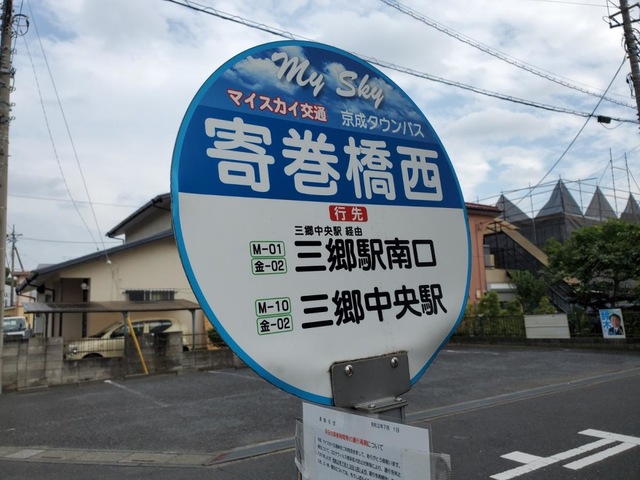 My Sky
マイスカイ交通 京成タウンバス
寄巻橋西
行先
三郷中央駅 経由
M-01
金-02
三郷駅南口
M-10
金-02
三郷中央駅